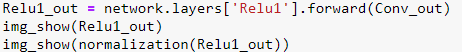 Relu1_out = network.layers['Relu1'].forward(Conv_out)
img_show(Relu1_out)
img_show(normalization(Relu1_out))